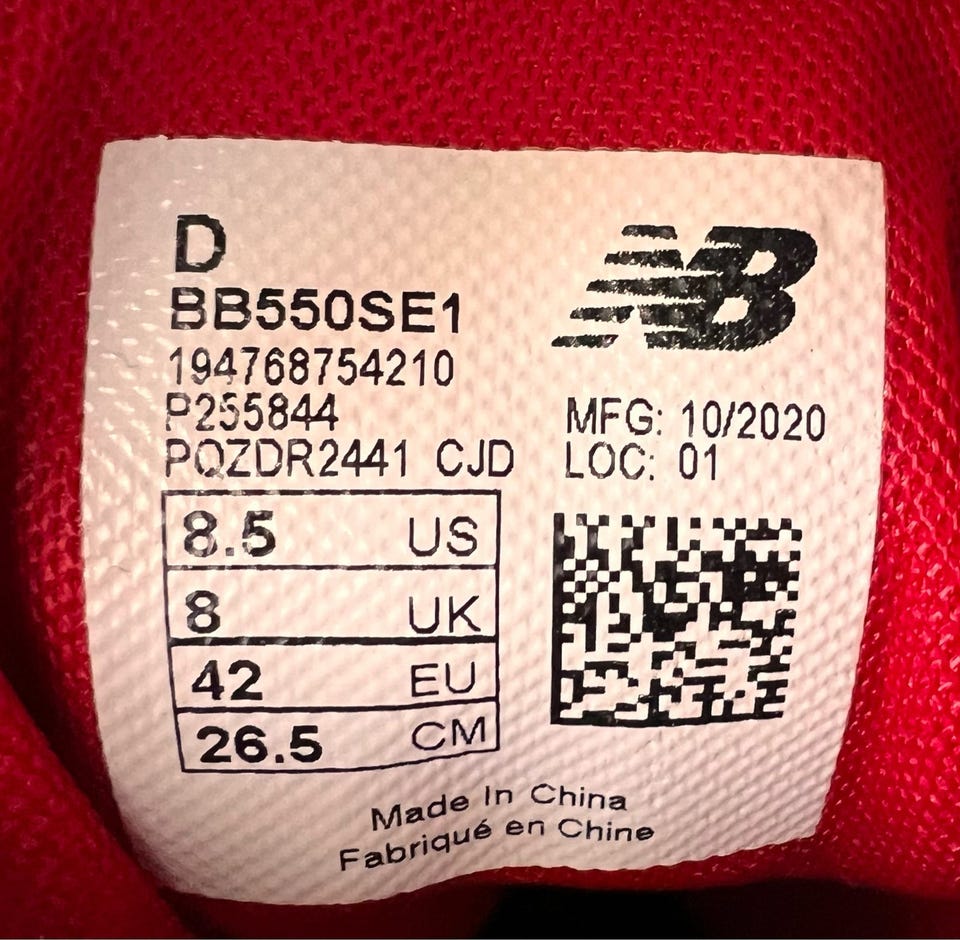 D
BB550SE1
194768754210
P255844
PQZDR2441 CJD
NB
MFG: 10/2020
LOC: 01
8.5 US
8 UK
42 EU
26.5 CM
Made In China
Fabriqué en Chine